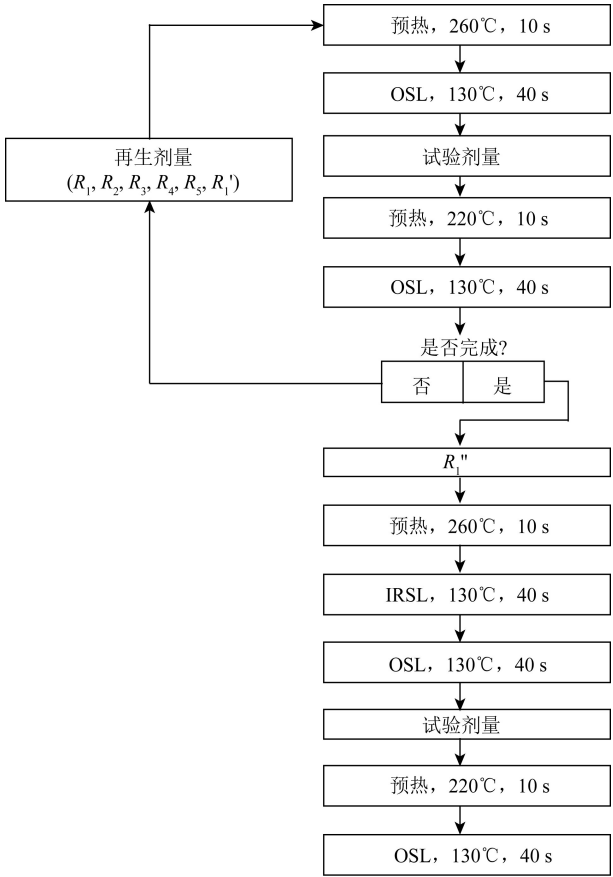 预热，260℃，10 s
OSL，130℃，40 s
再生剂量
(R₁, R₂, R₃, R₄, R₅, R₁')
试验剂量
预热，220℃，10 s
OSL，130℃，40 s
是否完成?
否
是
R₁"
预热，260℃，10 s
IRSL，130℃，40 s
OSL，130℃，40 s
试验剂量
预热，220℃，10 s
OSL，130℃，40 s